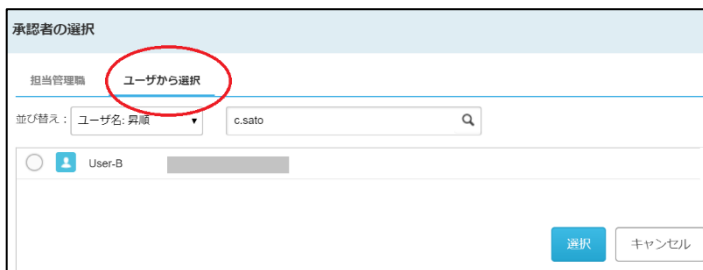 承認者の選択
担当管理職 ユーザから選択
並び替え： ユーザ名: 昇順 ▼ c.sato
User-B
選択 キャンセル